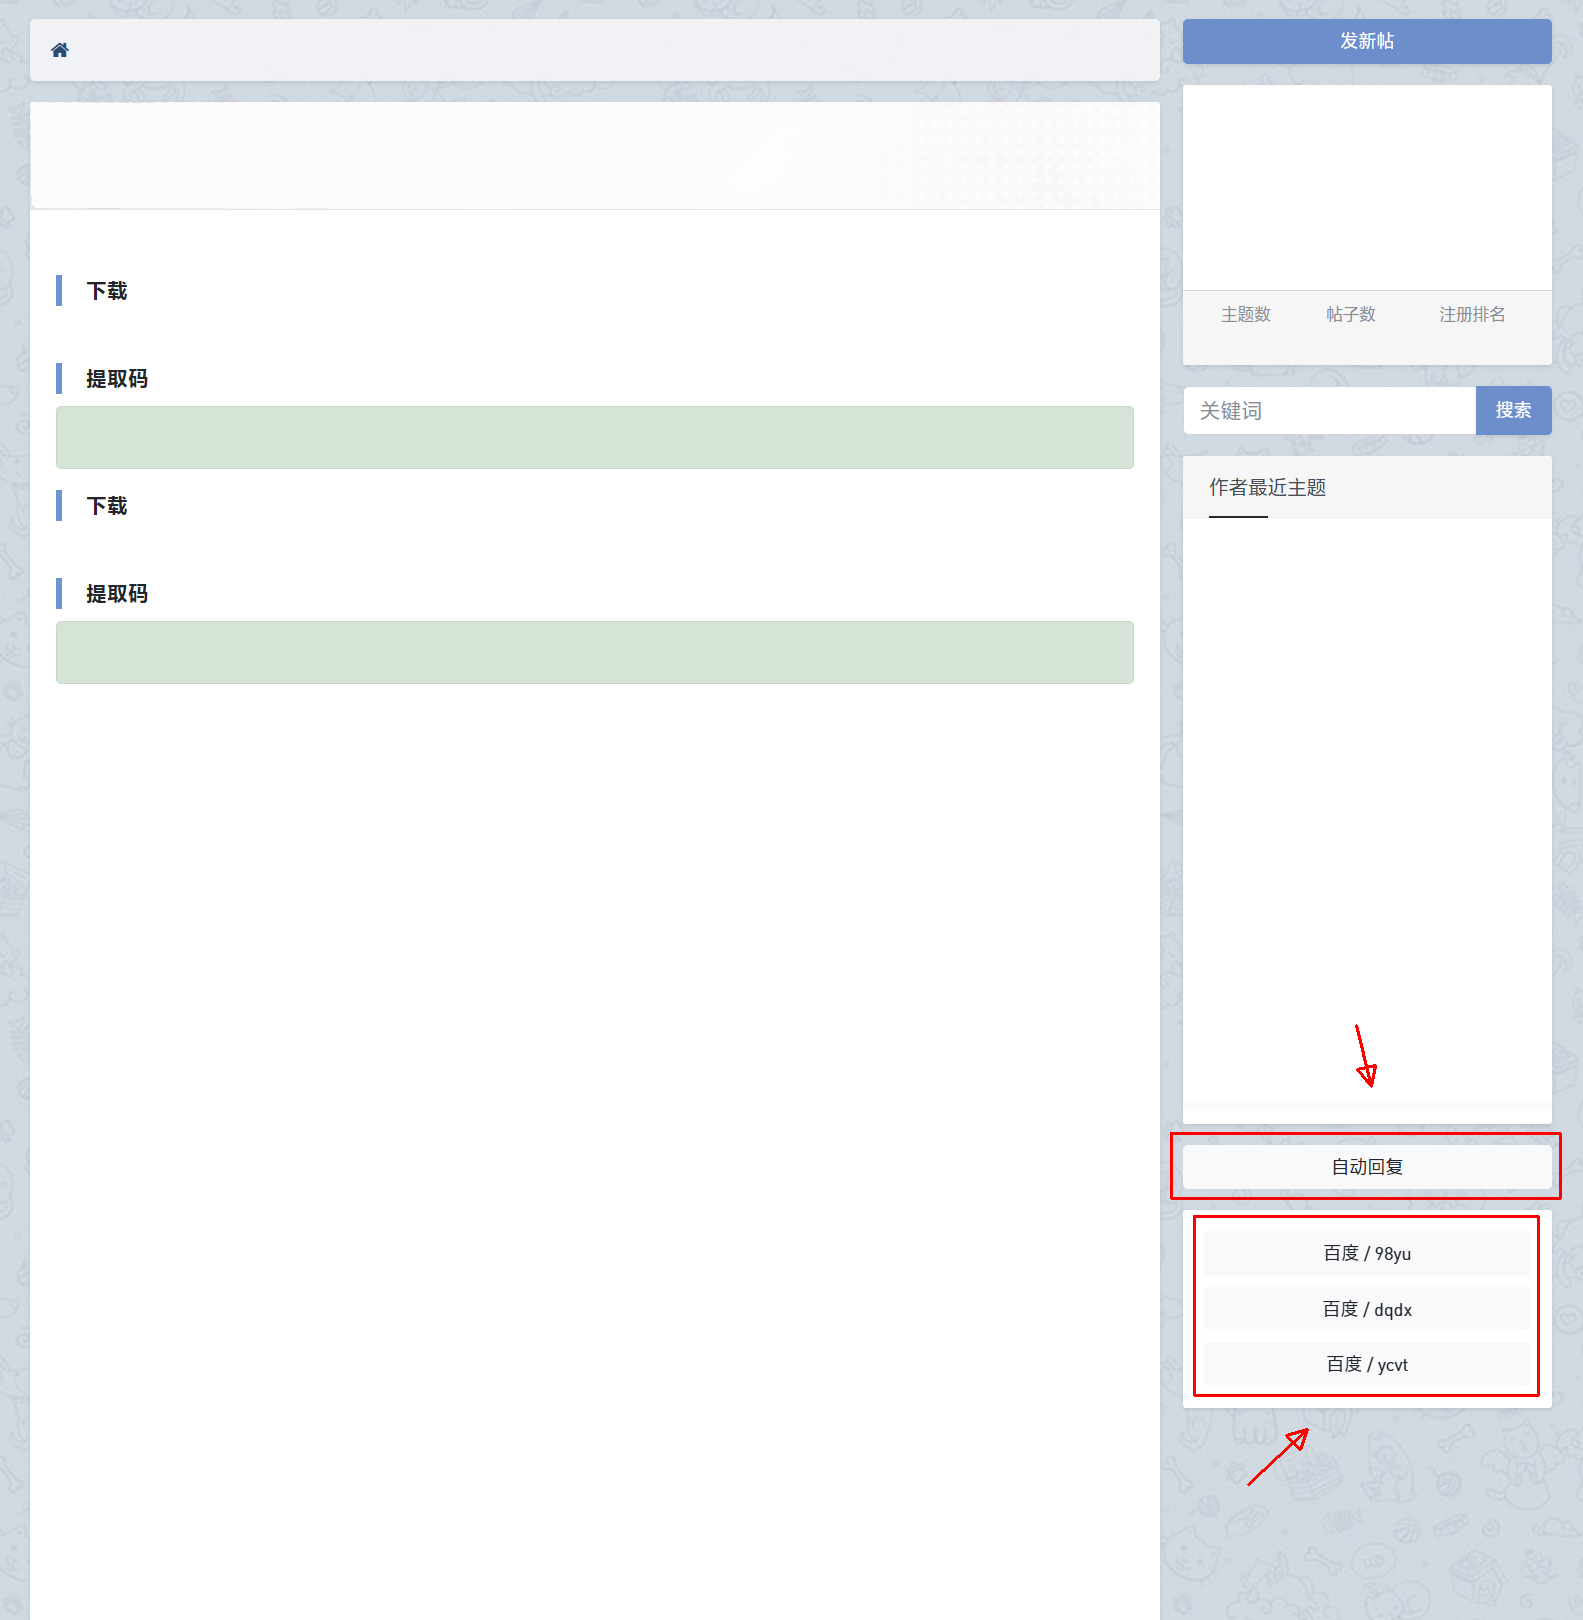 下载
提取码
下载
提取码
发新帖
主题数 帖子数 注册排名
关键词 搜索
作者最近主题
自动回复
百度 / 98yu
百度 / dqdx
百度 / ycvt